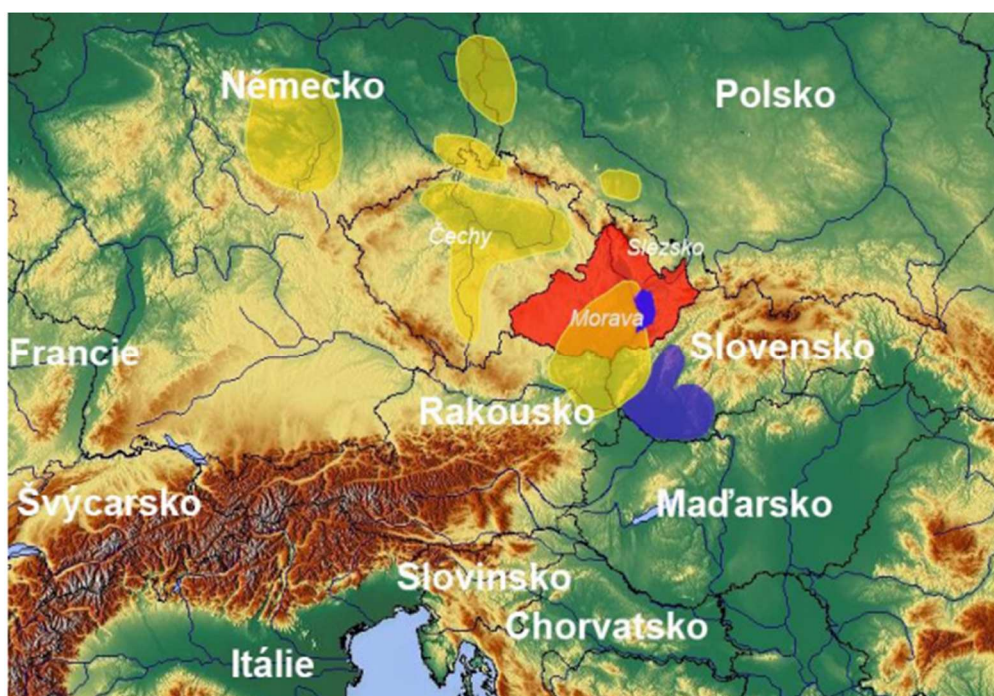 Německo
Polsko
Čechy
Slezsko
Morava
Francie
Slovensko
Rakousko
Švýcarsko
Maďarsko
Slovinsko
Chorvatsko
Itálie